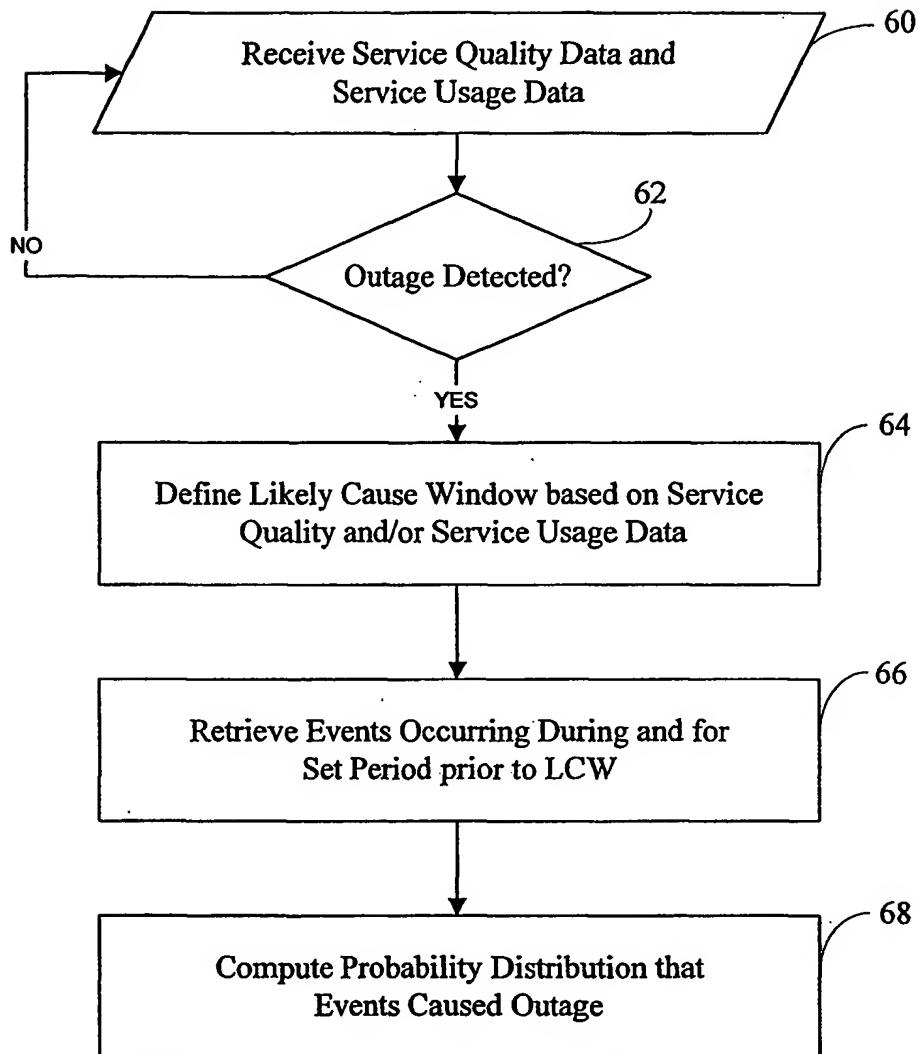 60
Receive Service Quality Data and
Service Usage Data
62
NO
Outage Detected?
YES
64
Define Likely Cause Window based on Service
Quality and/or Service Usage Data
66
Retrieve Events Occurring During and for
Set Period prior to LCW
68
Compute Probability Distribution that
Events Caused Outage